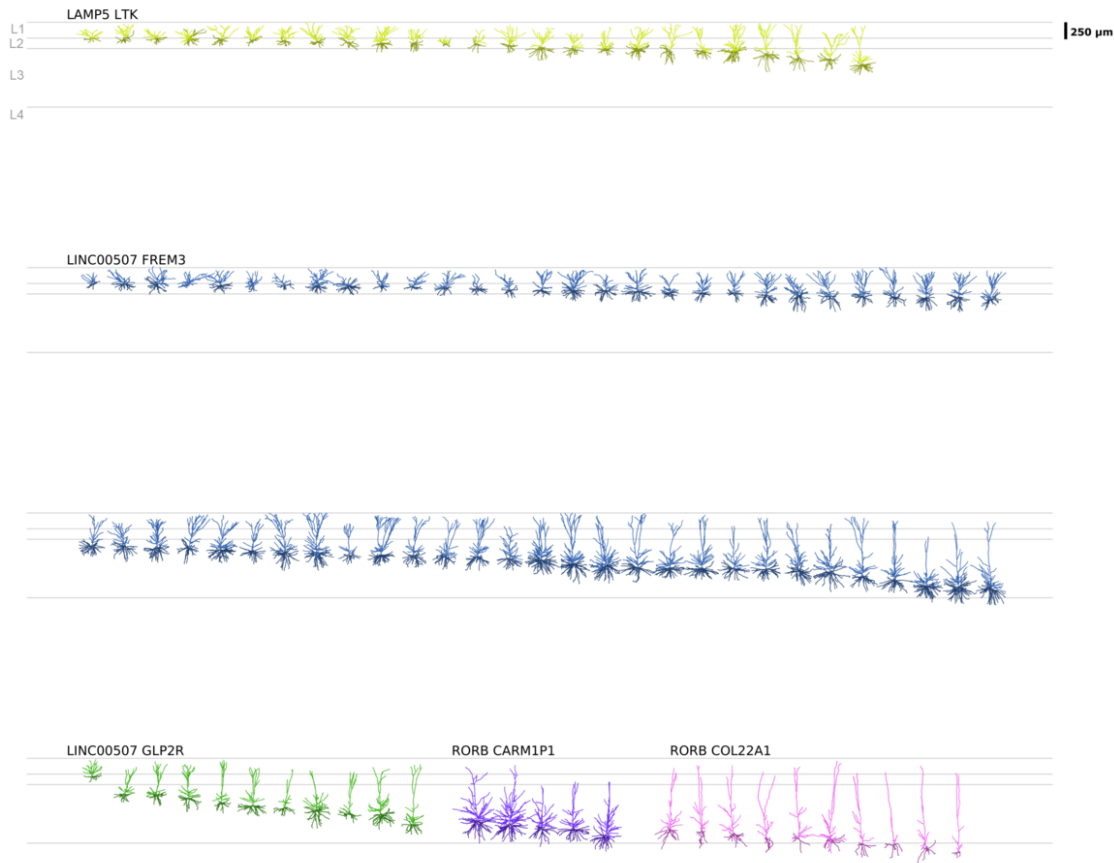 LAMP5 LTK
L1
250 µm
L2
L3
L4
LINC00507 FREM3
LINC00507 GLP2R
RORB CARM1P1
RORB COL22A1